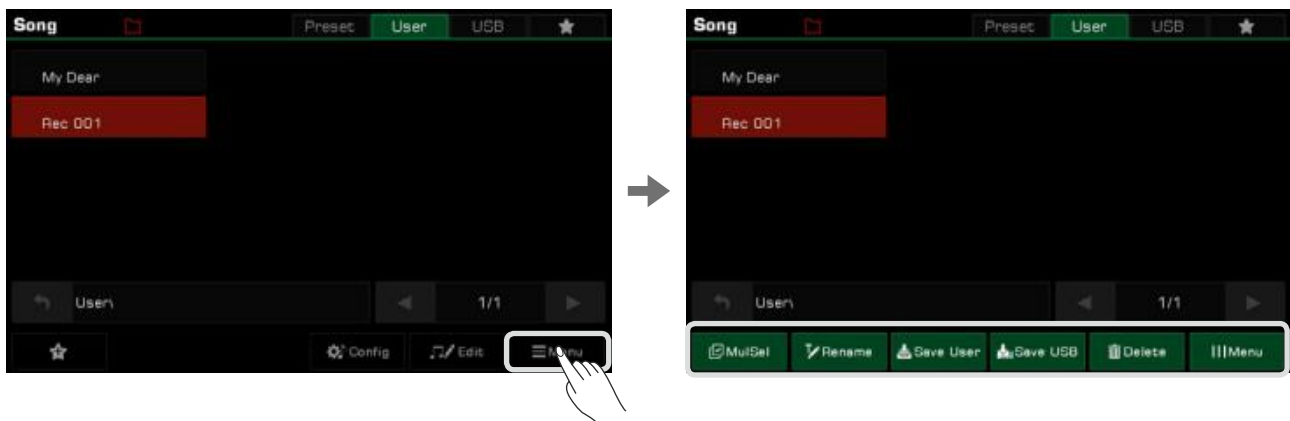 Song Preset User USB
My Dear
Rec 001
User\ 1/1
Config Edit Menu
Song Preset User USB
My Dear
Rec 001
User\ 1/1
MulSel Rename Save User Save USB Delete Menu